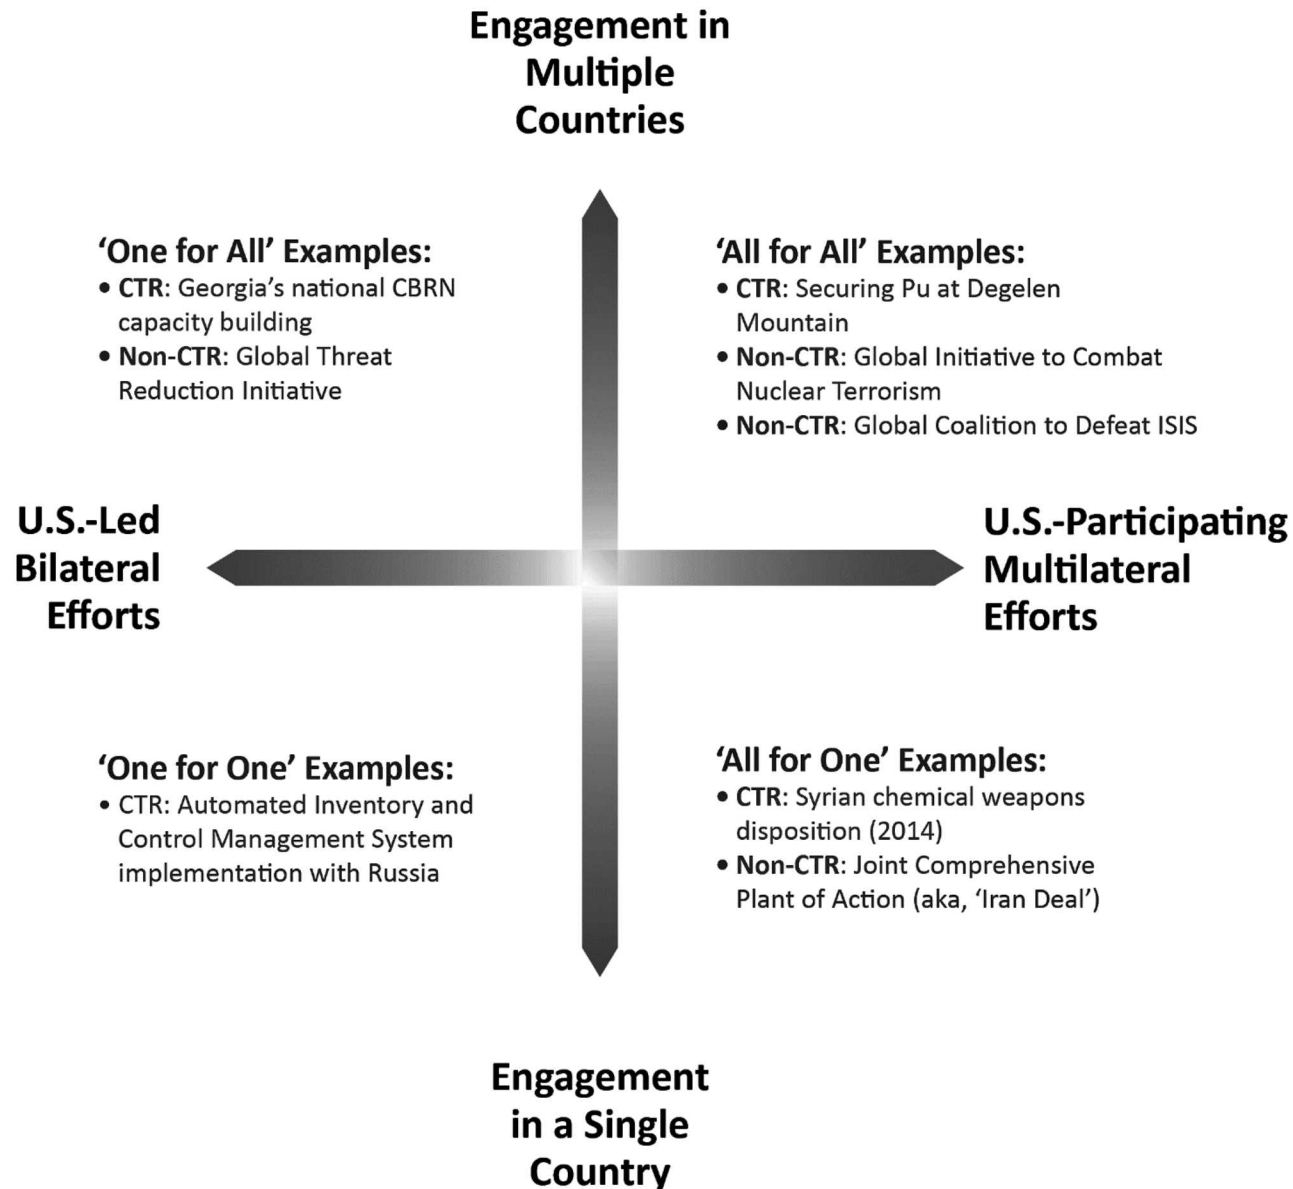 Engagement in
Multiple
Countries
‘One for All’ Examples:
• CTR: Georgia’s national CBRN
capacity building
• Non-CTR: Global Threat
Reduction Initiative
‘All for All’ Examples:
• CTR: Securing Pu at Degelen
Mountain
• Non-CTR: Global Initiative to Combat
Nuclear Terrorism
• Non-CTR: Global Coalition to Defeat ISIS
U.S.-Led
Bilateral
Efforts
U.S.-Participating
Multilateral
Efforts
‘One for One’ Examples:
• CTR: Automated Inventory and
Control Management System
implementation with Russia
‘All for One’ Examples:
• CTR: Syrian chemical weapons
disposition (2014)
• Non-CTR: Joint Comprehensive
Plant of Action (aka, ‘Iran Deal’)
Engagement
in a Single
Country